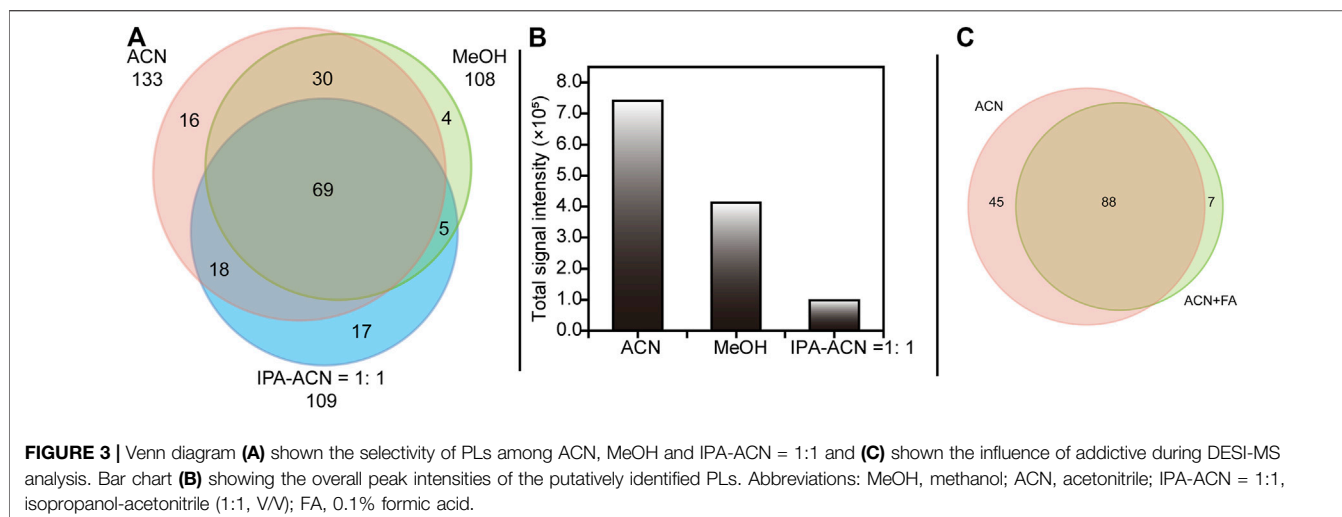 A
ACN
133
MeOH
108
30
16
4
69
5
18
17
IPA-ACN = 1: 1
109
B
Total signal intensity (×10⁵)
8.0
7.0
6.0
5.0
4.0
3.0
2.0
1.0
0.0
ACN MeOH IPA-ACN =1: 1
C
ACN
45
88
7
ACN+FA
FIGURE 3 | Venn diagram (A) shown the selectivity of PLs among ACN, MeOH and IPA-ACN = 1:1 and (C) shown the influence of addictive during DESI-MS
analysis. Bar chart (B) showing the overall peak intensities of the putatively identified PLs. Abbreviations: MeOH, methanol; ACN, acetonitrile; IPA-ACN = 1:1,
isopropanol-acetonitrile (1:1, V/V); FA, 0.1% formic acid.